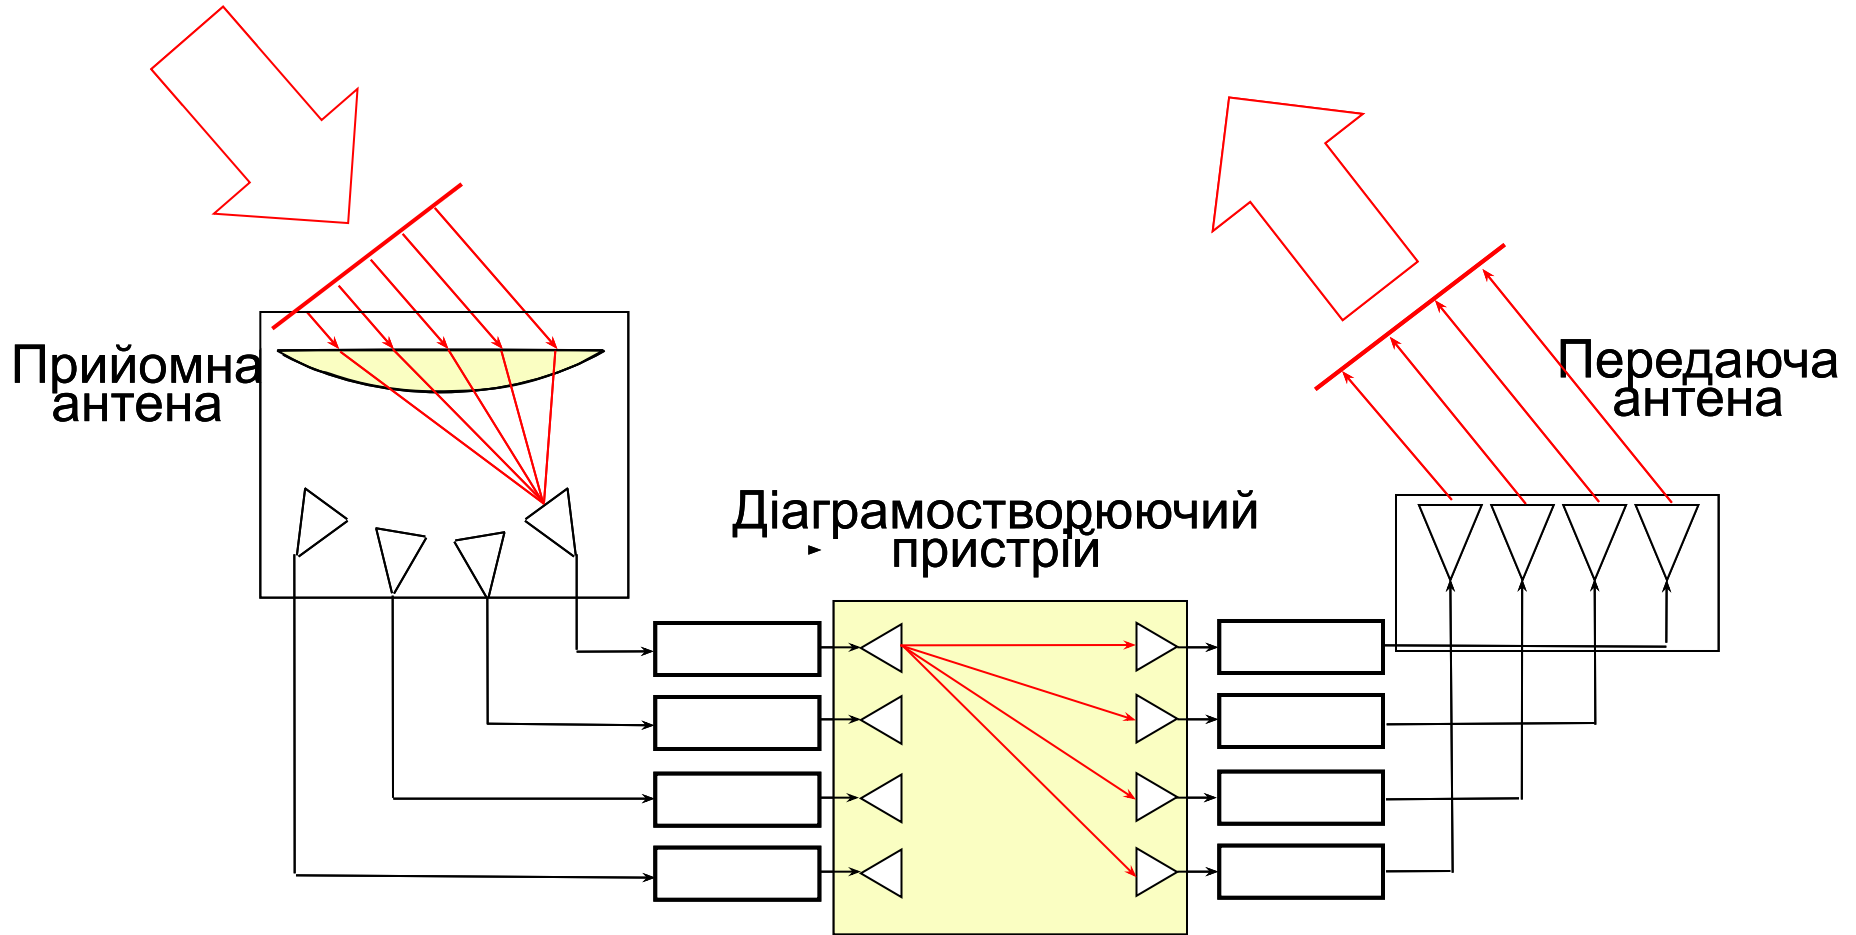 Прийомна
антена
Діаграмостворюючий
пристрій
Передаюча
антена